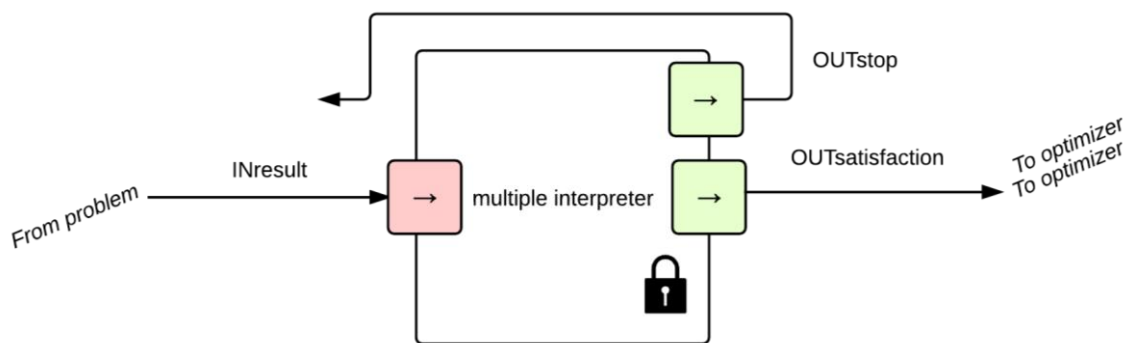 OUTstop
To optimizer
To optimizer
OUTsatisfaction
INresult
From problem
→
→
multiple interpreter
→